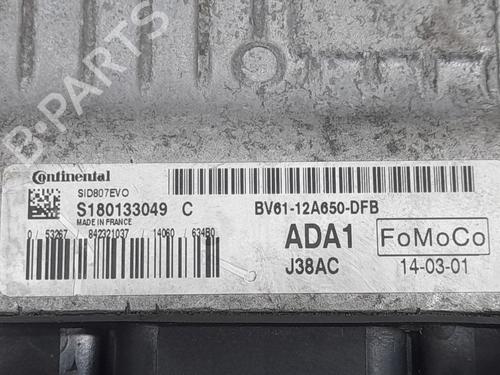 B-PARTS
Continental
SID807EVO
S180133049 C
MADE IN FRANCE
0 53267 842321037 14060 634B0
BV61-12A650-DFB
ADA1
FoMoCo
J38AC
14-03-01